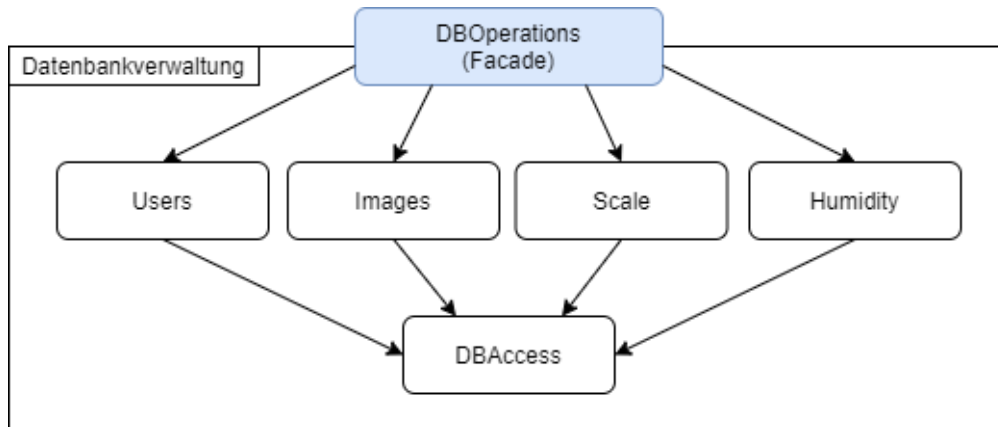 DBOperations
(Facade)
Datenbankverwaltung
Users
Images
Scale
Humidity
DBAccess